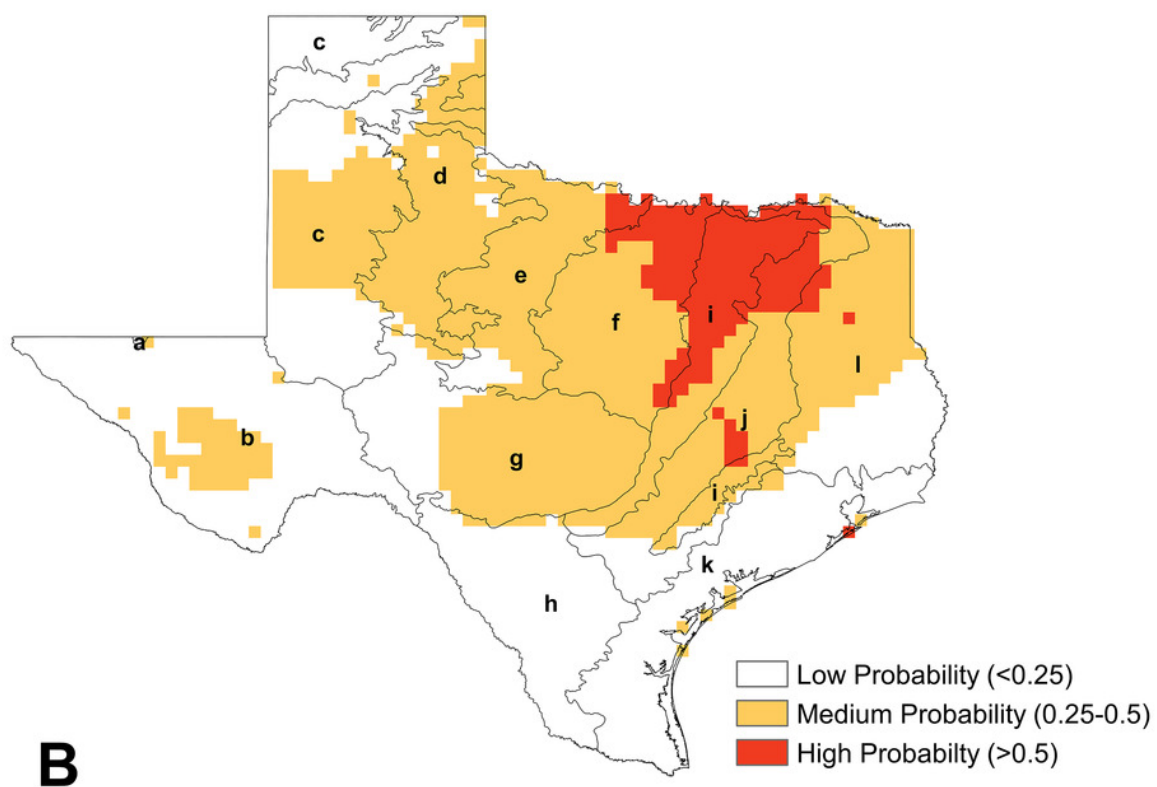 c
d
c
e
f
i
a
l
b
j
g
i
k
h
Low Probability (<0.25)
Medium Probability (0.25-0.5)
High Probabilty (>0.5)
B